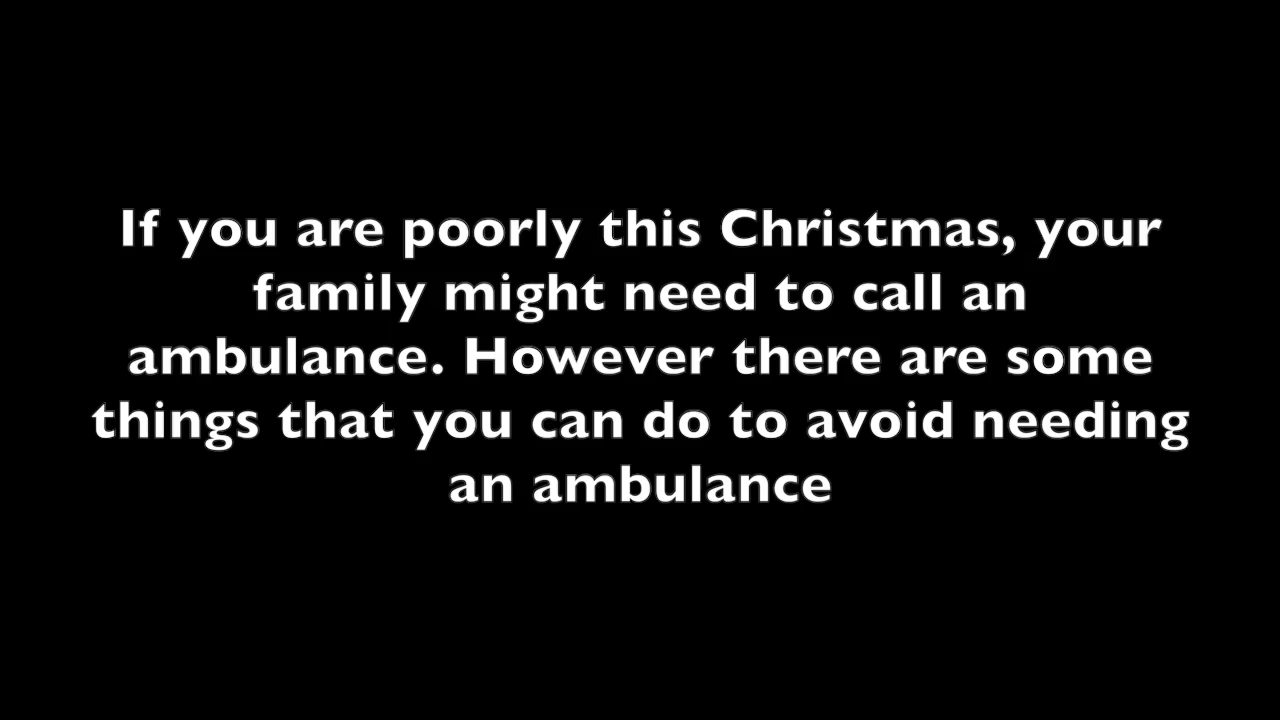 If you are poorly this Christmas, your
family might need to call an
ambulance. However there are some
things that you can do to avoid needing
an ambulance